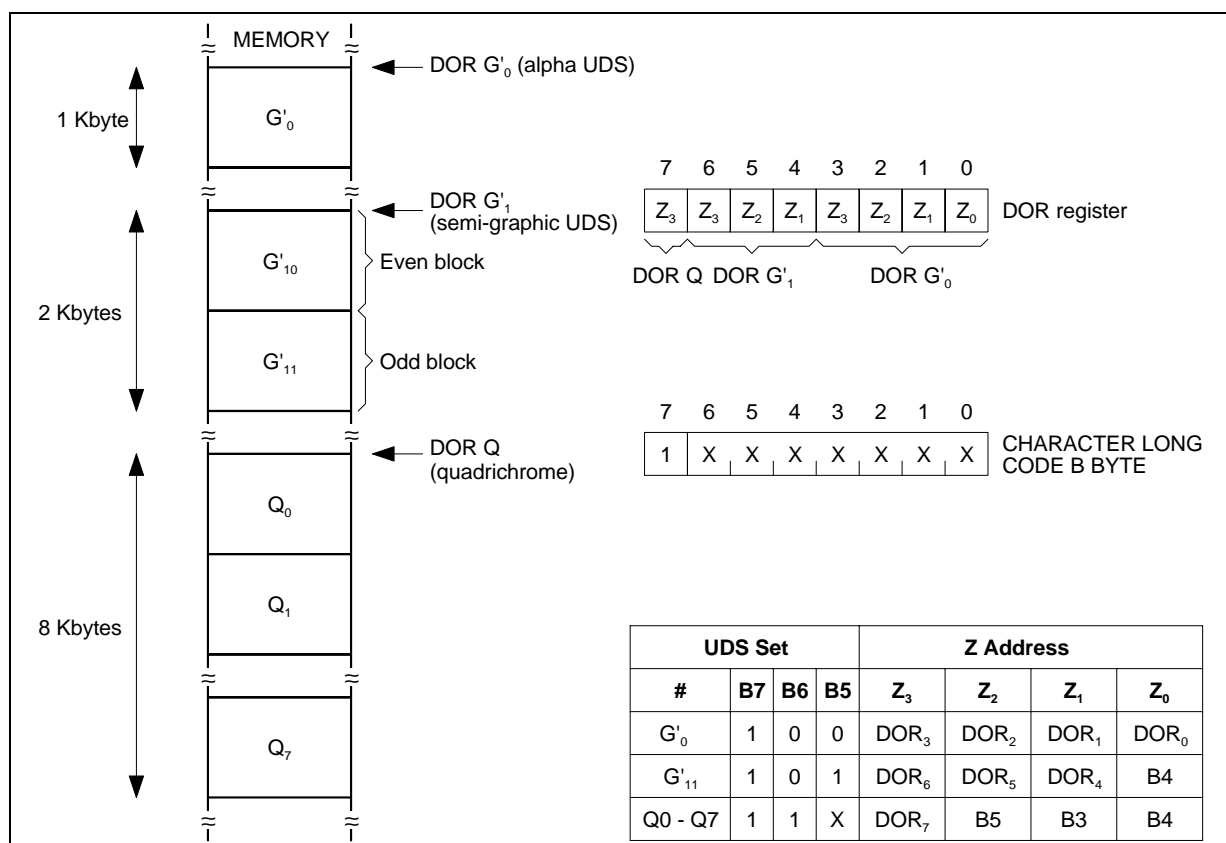 MEMORY
DOR G'0 (alpha UDS)
1 Kbyte
G'0
DOR G'1
(semi-graphic UDS)
G'10
Even block
2 Kbytes
G'11
Odd block
DOR Q
(quadrichrome)
Q0
Q1
8 Kbytes
Q7
7 6 5 4 3 2 1 0
Z3 Z3 Z2 Z1 Z3 Z2 Z1 Z0 DOR register
DOR Q DOR G'1 DOR G'0
7 6 5 4 3 2 1 0
1 X X X X X X X
CHARACTER LONG
CODE B BYTE
UDS Set Z Address
# B7 B6 B5 Z3 Z2 Z1 Z0
G'0 1 0 0 DOR3 DOR2 DOR1 DOR0
G'11 1 0 1 DOR6 DOR5 DOR4 B4
Q0 - Q7 1 1 X DOR7 B5 B3 B4